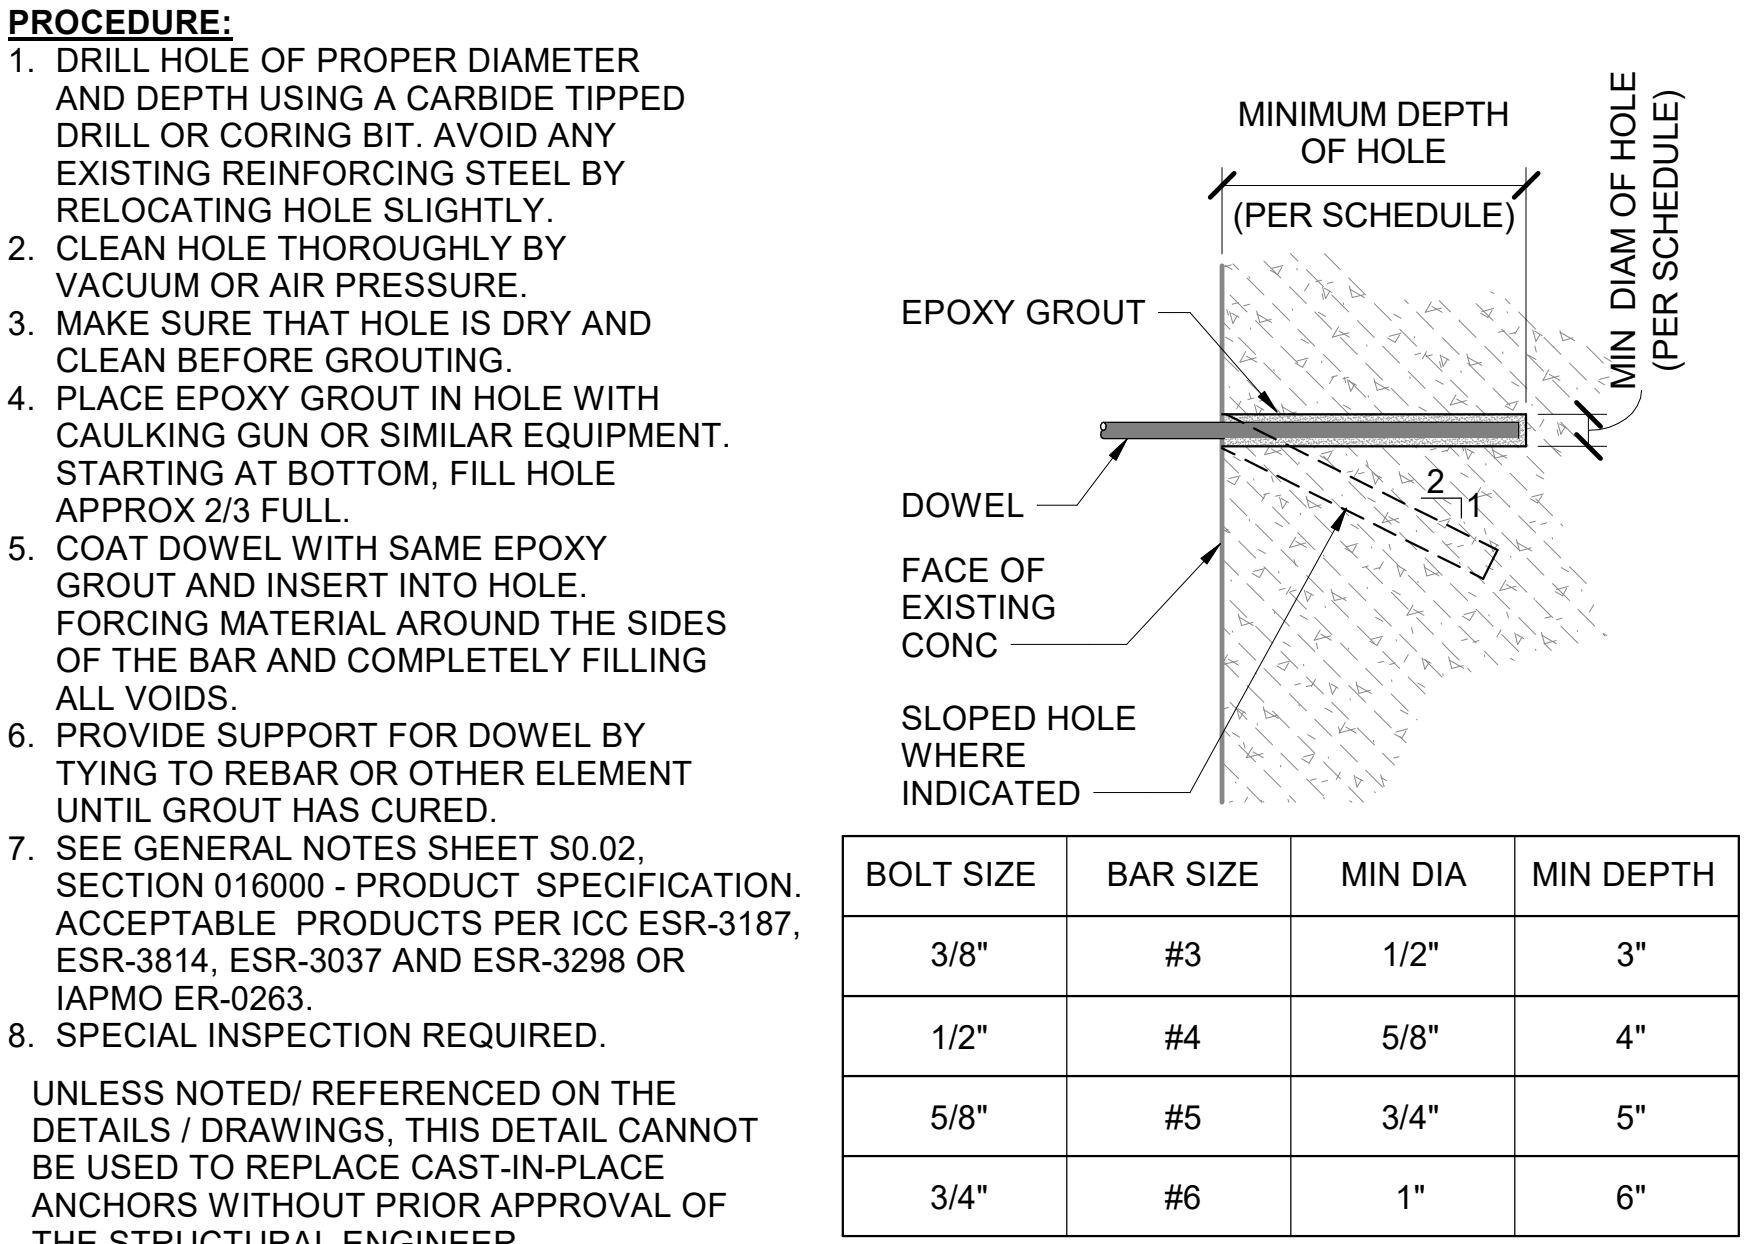 PROCEDURE:
1. DRILL HOLE OF PROPER DIAMETER
AND DEPTH USING A CARBIDE TIPPED
DRILL OR CORING BIT. AVOID ANY
EXISTING REINFORCING STEEL BY
RELOCATING HOLE SLIGHTLY.
2. CLEAN HOLE THOROUGHLY BY
VACUUM OR AIR PRESSURE.
3. MAKE SURE THAT HOLE IS DRY AND
CLEAN BEFORE GROUTING.
4. PLACE EPOXY GROUT IN HOLE WITH
CAULKING GUN OR SIMILAR EQUIPMENT.
STARTING AT BOTTOM, FILL HOLE
APPROX 2/3 FULL.
5. COAT DOWEL WITH SAME EPOXY
GROUT AND INSERT INTO HOLE.
FORCING MATERIAL AROUND THE SIDES
OF THE BAR AND COMPLETELY FILLING
ALL VOIDS.
6. PROVIDE SUPPORT FOR DOWEL BY
TYING TO REBAR OR OTHER ELEMENT
UNTIL GROUT HAS CURED.
7. SEE GENERAL NOTES SHEET S0.02,
SECTION 016000 - PRODUCT SPECIFICATION.
ACCEPTABLE PRODUCTS PER ICC ESR-3187,
ESR-3814, ESR-3037 AND ESR-3298 OR
IAPMO ER-0263.
8. SPECIAL INSPECTION REQUIRED.
UNLESS NOTED/ REFERENCED ON THE
DETAILS / DRAWINGS, THIS DETAIL CANNOT
BE USED TO REPLACE CAST-IN-PLACE
ANCHORS WITHOUT PRIOR APPROVAL OF
THE STRUCTURAL ENGINEER
MINIMUM DEPTH
OF HOLE
(PER SCHEDULE)
MIN DIAM OF HOLE
(PER SCHEDULE)
EPOXY GROUT
DOWEL
2
1
FACE OF
EXISTING
CONC
SLOPED HOLE
WHERE
INDICATED
BOLT SIZE BAR SIZE MIN DIA MIN DEPTH
3/8" #3 1/2" 3"
1/2" #4 5/8" 4"
5/8" #5 3/4" 5"
3/4" #6 1" 6"